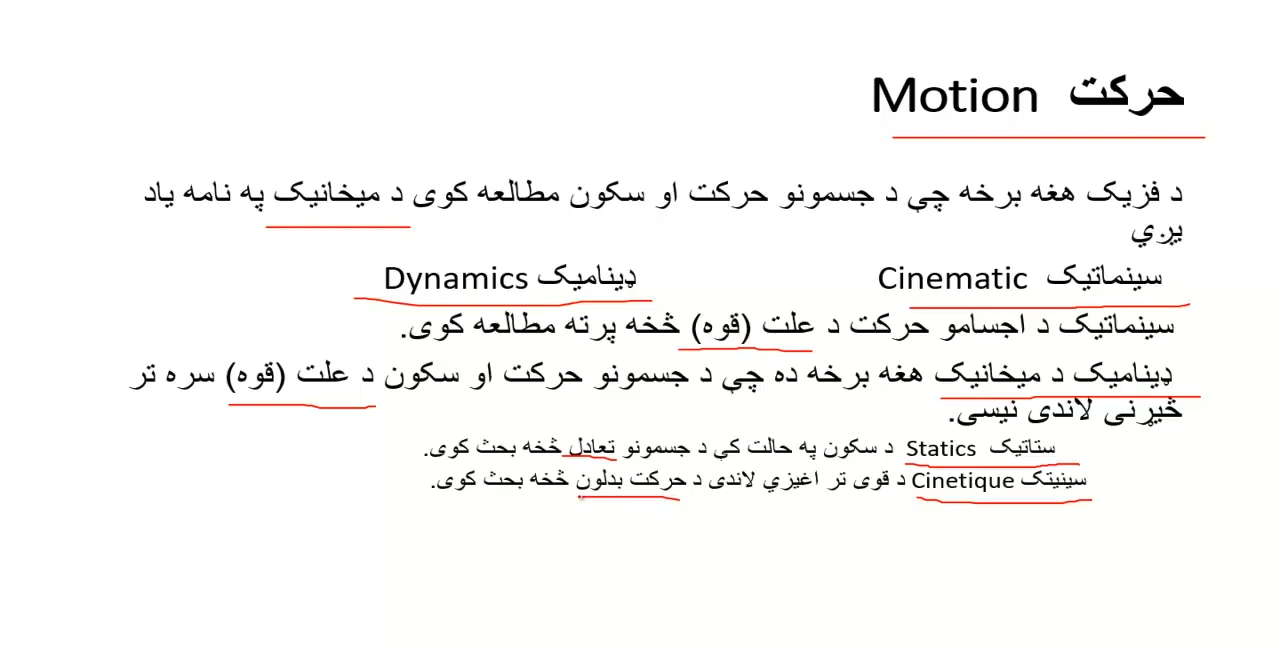 حرکت Motion
د فزیک هغه برخه چي د جسمونو حرکت او سکون مطالعه کوی د میخانیک په نامه یاد
یږي
سینماتیک Cinematic ډینامیک Dynamics
سینماتیک د اجسامو حرکت د علت (قوه) څخه پرته مطالعه کوی.
ډینامیک د میخانیک هغه برخه ده چي د جسمونو حرکت او سکون د علت (قوه) سره تر
څیړنی لاندی نیسی.
ستاتیک Statics د سکون په حالت کي د جسمونو تعادل څخه بحث کوی.
سینیتک Cinetique د قوی تر اغیزي لاندی د حرکت بدلون څخه بحث کوی.